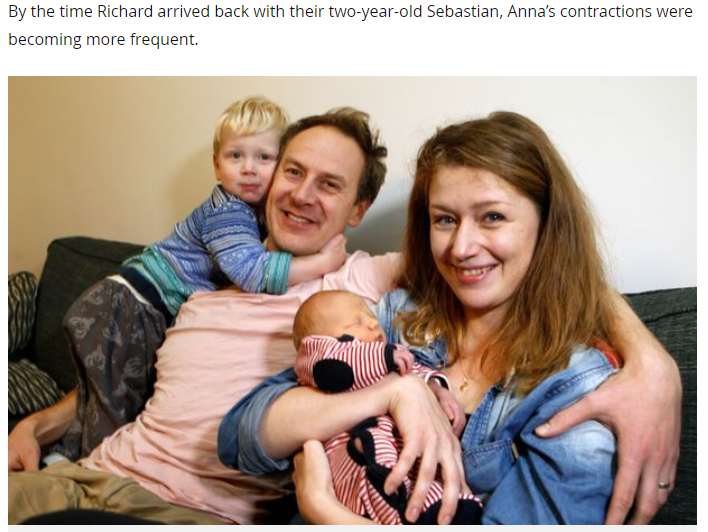 By the time Richard arrived back with their two-year-old Sebastian, Anna’s contractions were
becoming more frequent.